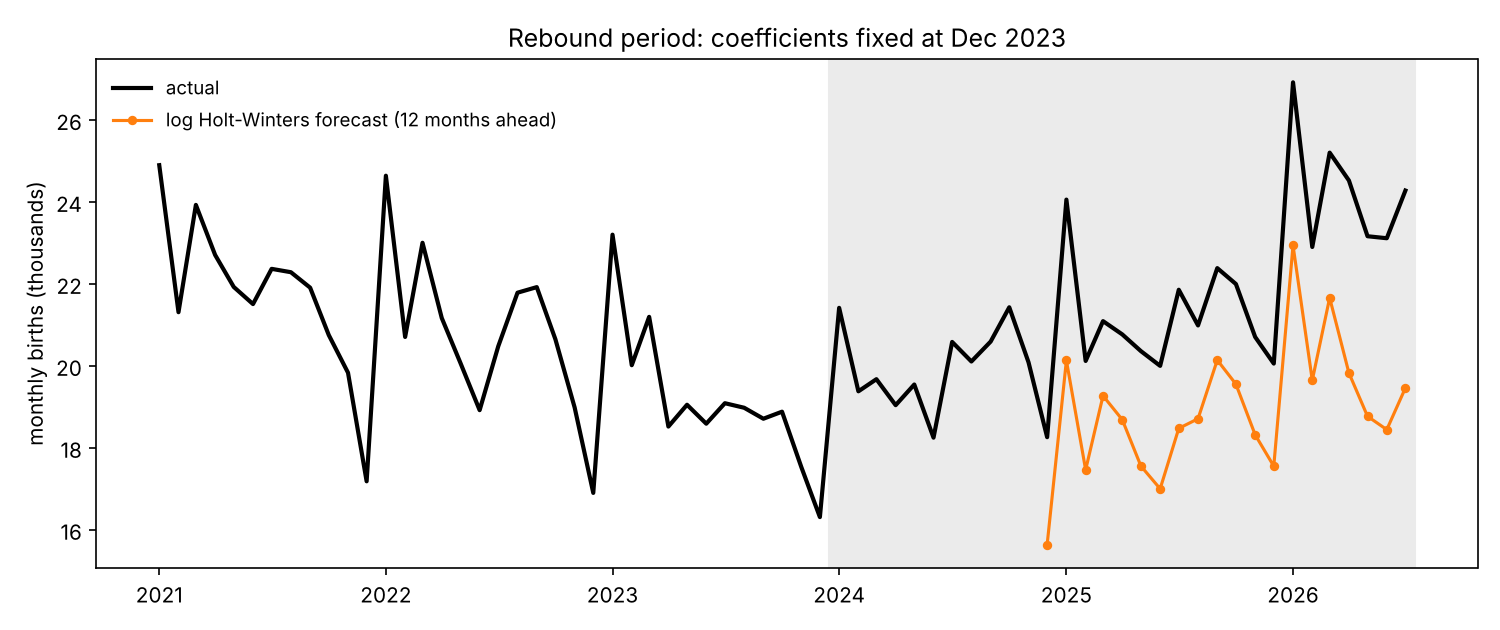 Rebound period: coefficients fixed at Dec 2023
actual
log Holt-Winters forecast (12 months ahead)
monthly births (thousands)
26
24
22
20
18
16
2021 2022 2023 2024 2025 2026